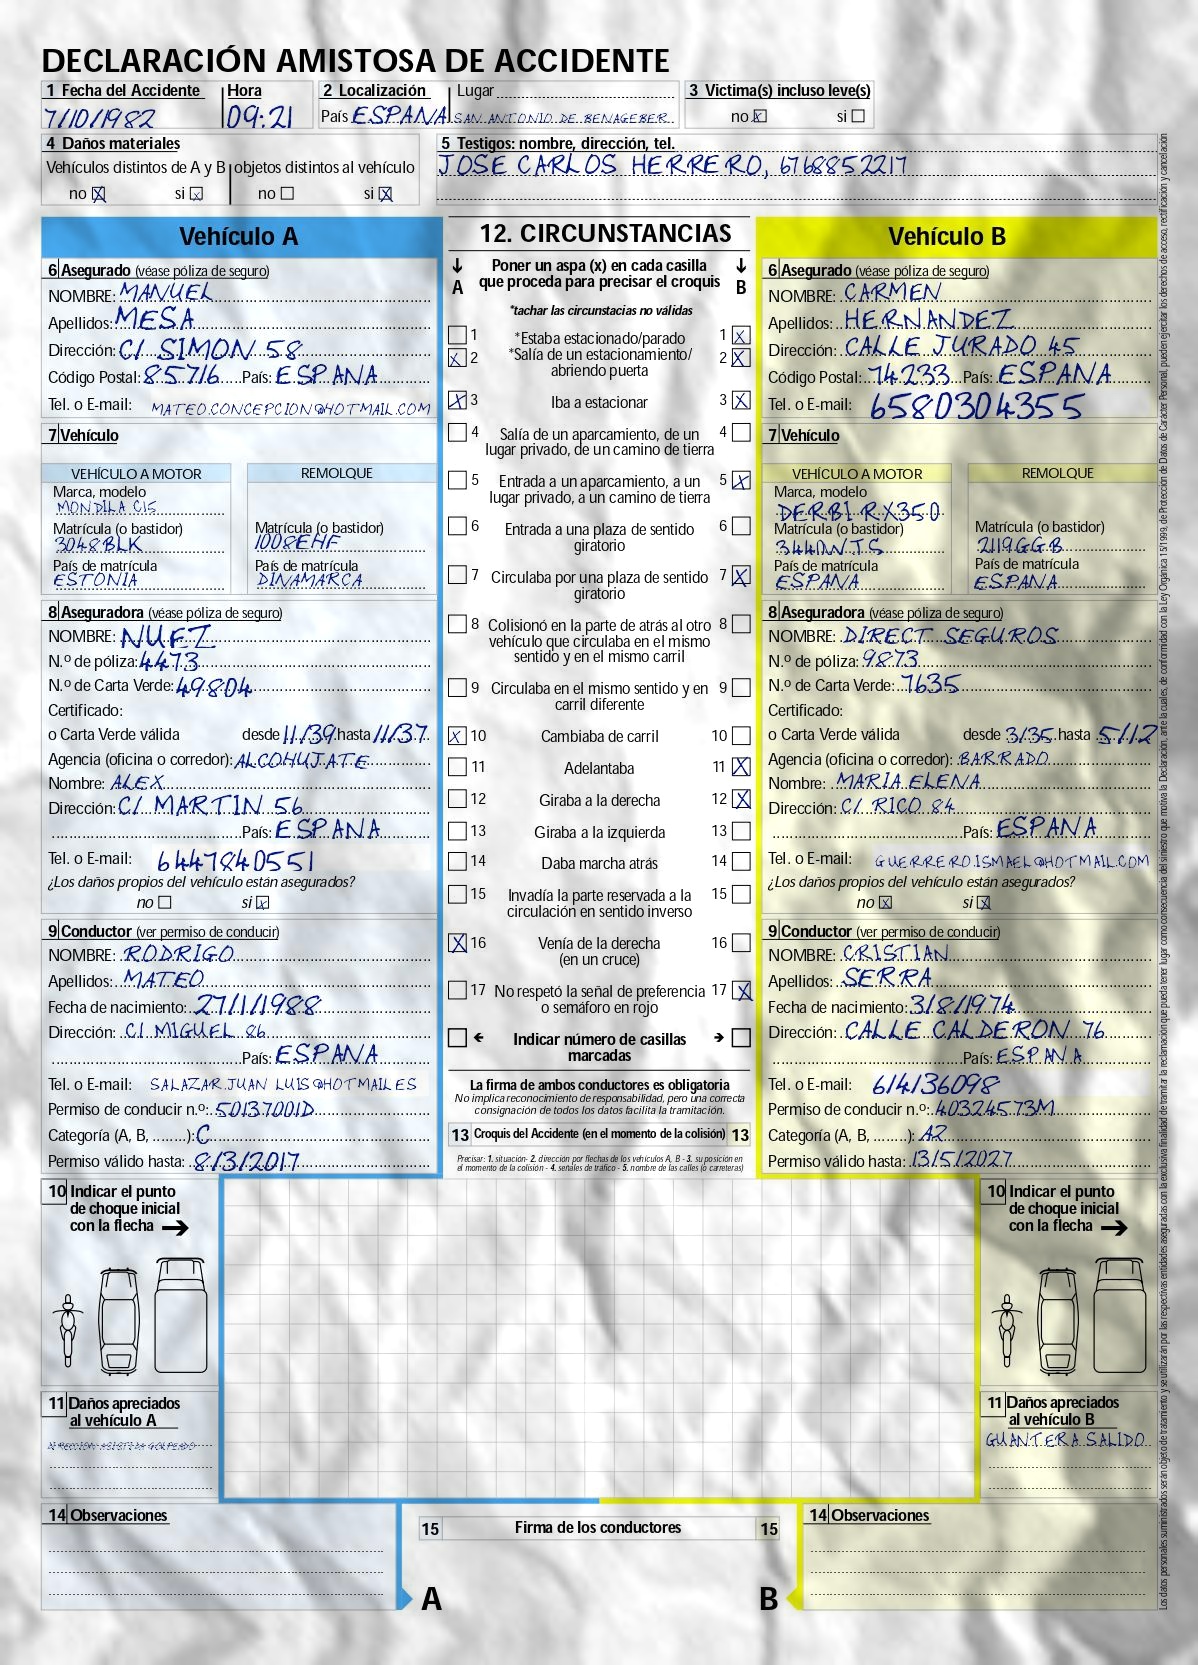 DECLARACIÓN AMISTOSA DE ACCIDENTE
1 Fecha del Accidente Hora 2 Localización Lugar 3 Victima(s) incluso leve(s)
7/10/1982 09:21 País ESPAÑA SAN ANTONIO DE BENAGEBER no X si
4 Daños materiales
Vehículos distintos de A y B objetos distintos al vehículo
no X si X no si X
5 Testigos: nombre, dirección, tel.
JOSE CARLOS HERRERO, 6768852217
Vehículo A
6 Asegurado (véase póliza de seguro)
NOMBRE: MANUEL
Apellidos: MESA
Dirección: C/ SIMON 58
Código Postal: 85716 País: ESPANA
Tel. o E-mail: MATEO.CONCEPCION@HOTMAIL.COM
7 Vehículo
VEHÍCULO A MOTOR REMOLQUE
Marca, modelo
MONDILA C15
Matrícula (o bastidor) Matrícula (o bastidor)
3048BLK 1008EHF
País de matrícula País de matrícula
ESTONIA DINAMARCA
8 Aseguradora (véase póliza de seguro)
NOMBRE: NUEZ
N.º de póliza: 4473
N.º de Carta Verde: 49804
Certificado:
o Carta Verde válida desde 11/39 hasta 11/37
Agencia (oficina o corredor): ALCOHUJATE
Nombre: ALEX
Dirección: C/ MARTIN 56
País: ESPANA
Tel. o E-mail: 6447840551
¿Los daños propios del vehículo están asegurados?
no si X
9 Conductor (ver permiso de conducir)
NOMBRE: RODRIGO
Apellidos: MATEO
Fecha de nacimiento: 27/1/1988
Dirección: C/ MIGUEL 86
País: ESPANA
Tel. o E-mail: SALAZAR.JUAN LUIS@HOTMAIL.ES
Permiso de conducir n.º: 50137001D
Categoría (A, B, ........): C
Permiso válido hasta: 8/3/2017
10 Indicar el punto
de choque inicial
con la flecha →
11 Daños apreciados
al vehículo A
DIRECCION ASISTIDA GOLPEADO
14 Observaciones
12. CIRCUNSTANCIAS
↓ Poner un aspa (x) en cada casilla ↓
A que proceda para precisar el croquis B
*tachar las circunstacias no válidas
1 *Estaba estacionado/parado 1 X
X 2 *Salía de un estacionamiento/ 2 X
abriendo puerta
X 3 Iba a estacionar 3 X
4 Salía de un aparcamiento, de un 4
lugar privado, de un camino de tierra
5 Entrada a un aparcamiento, a un 5 X
lugar privado, a un camino de tierra
6 Entrada a una plaza de sentido 6
giratorio
7 Circulaba por una plaza de sentido 7 X
giratorio
8 Colisionó en la parte de atrás al otro 8
vehículo que circulaba en el mismo
sentido y en el mismo carril
9 Circulaba en el mismo sentido y en 9
carril diferente
X 10 Cambiaba de carril 10
11 Adelantaba 11 X
12 Giraba a la derecha 12 X
13 Giraba a la izquierda 13
14 Daba marcha atrás 14
15 Invadía la parte reservada a la 15
circulación en sentido inverso
X 16 Venía de la derecha 16
(en un cruce)
17 No respetó la señal de preferencia 17 X
o semáforo en rojo
← Indicar número de casillas →
marcadas
La firma de ambos conductores es obligatoria
No implica reconocimiento de responsabilidad, pero una correcta
consignación de todos los datos facilita la tramitación.
13 Croquis del Accidente (en el momento de la colisión) 13
Precisar: 1. situación- 2. dirección por flechas de los vehículos A, B - 3. su posición en
el momento de la colisión - 4. señales de tráfico - 5. nombre de las calles (o carreteras)
15 Firma de los conductores 15
A B
Vehículo B
6 Asegurado (véase póliza de seguro)
NOMBRE: CARMEN
Apellidos: HERNANDEZ
Dirección: CALLE JURADO 45
Código Postal: 74233 País: ESPANA
Tel. o E-mail: 6580304355
7 Vehículo
VEHÍCULO A MOTOR REMOLQUE
Marca, modelo
DERBI RX350
Matrícula (o bastidor) Matrícula (o bastidor)
3440WTS 2119GGB
País de matrícula País de matrícula
ESPANA ESPANA
8 Aseguradora (véase póliza de seguro)
NOMBRE: DIRECT SEGUROS
N.º de póliza: 9873
N.º de Carta Verde: 7635
Certificado:
o Carta Verde válida desde 3/35 hasta 5/12
Agencia (oficina o corredor): BARRADO
Nombre: MARIA ELENA
Dirección: C/ RICO 84
País: ESPANA
Tel. o E-mail: GUERRERO.ISMAEL@HOTMAIL.COM
¿Los daños propios del vehículo están asegurados?
no X si X
9 Conductor (ver permiso de conducir)
NOMBRE: CRISTIAN
Apellidos: SERRA
Fecha de nacimiento: 3/8/1974
Dirección: CALLE CALDERON 76
País: ESPANA
Tel. o E-mail: 614136098
Permiso de conducir n.º: 40324573M
Categoría (A, B, ........): A2
Permiso válido hasta: 13/5/2027
10 Indicar el punto
de choque inicial
con la flecha →
11 Daños apreciados
al vehículo B
GUANTERA SALIDO
14 Observaciones
Los datos personales suministrados serán objeto de tratamiento y se utilizarán por las respectivas entidades aseguradas con la exclusiva finalidad de tramitar la reclamación que pueda tener lugar como consecuencia del siniestro que motiva la Declaración, ante la cuales, de conformidad con la Ley Orgánica 15/1999, de Protección de Datos de Carácter Personal, pueden ejercitar los derechos de acceso, rectificación y cancelación